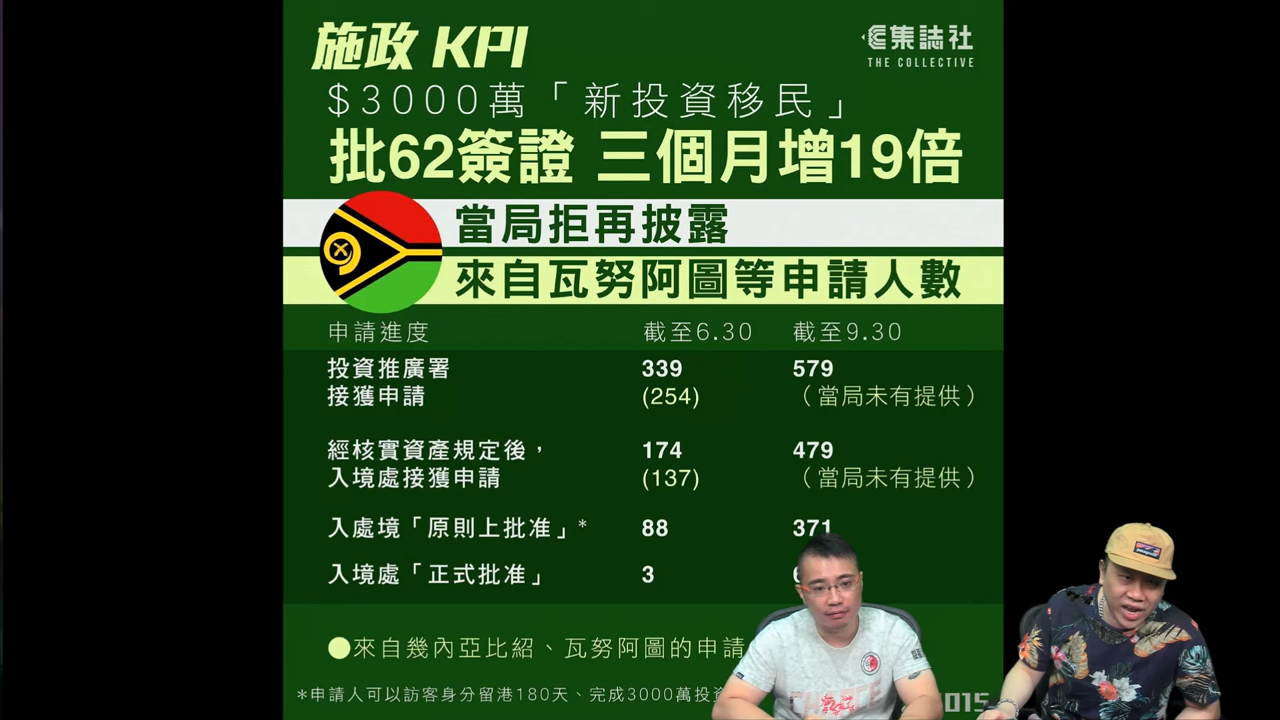 施政 KPI
集誌社
THE COLLECTIVE
$3000萬「新投資移民」
批62簽證 三個月增19倍
當局拒再披露
來自瓦努阿圖等申請人數
申請進度 截至6.30 截至9.30
投資推廣署 339 579
接獲申請 (254) （當局未有提供）
經核實資產規定後， 174 479
入境處接獲申請 (137) （當局未有提供）
入處境「原則上批准」* 88 371
入境處「正式批准」 3 6
●來自幾內亞比紹、瓦努阿圖的申請
*申請人可以訪客身分留港180天、完成3000萬投資
015